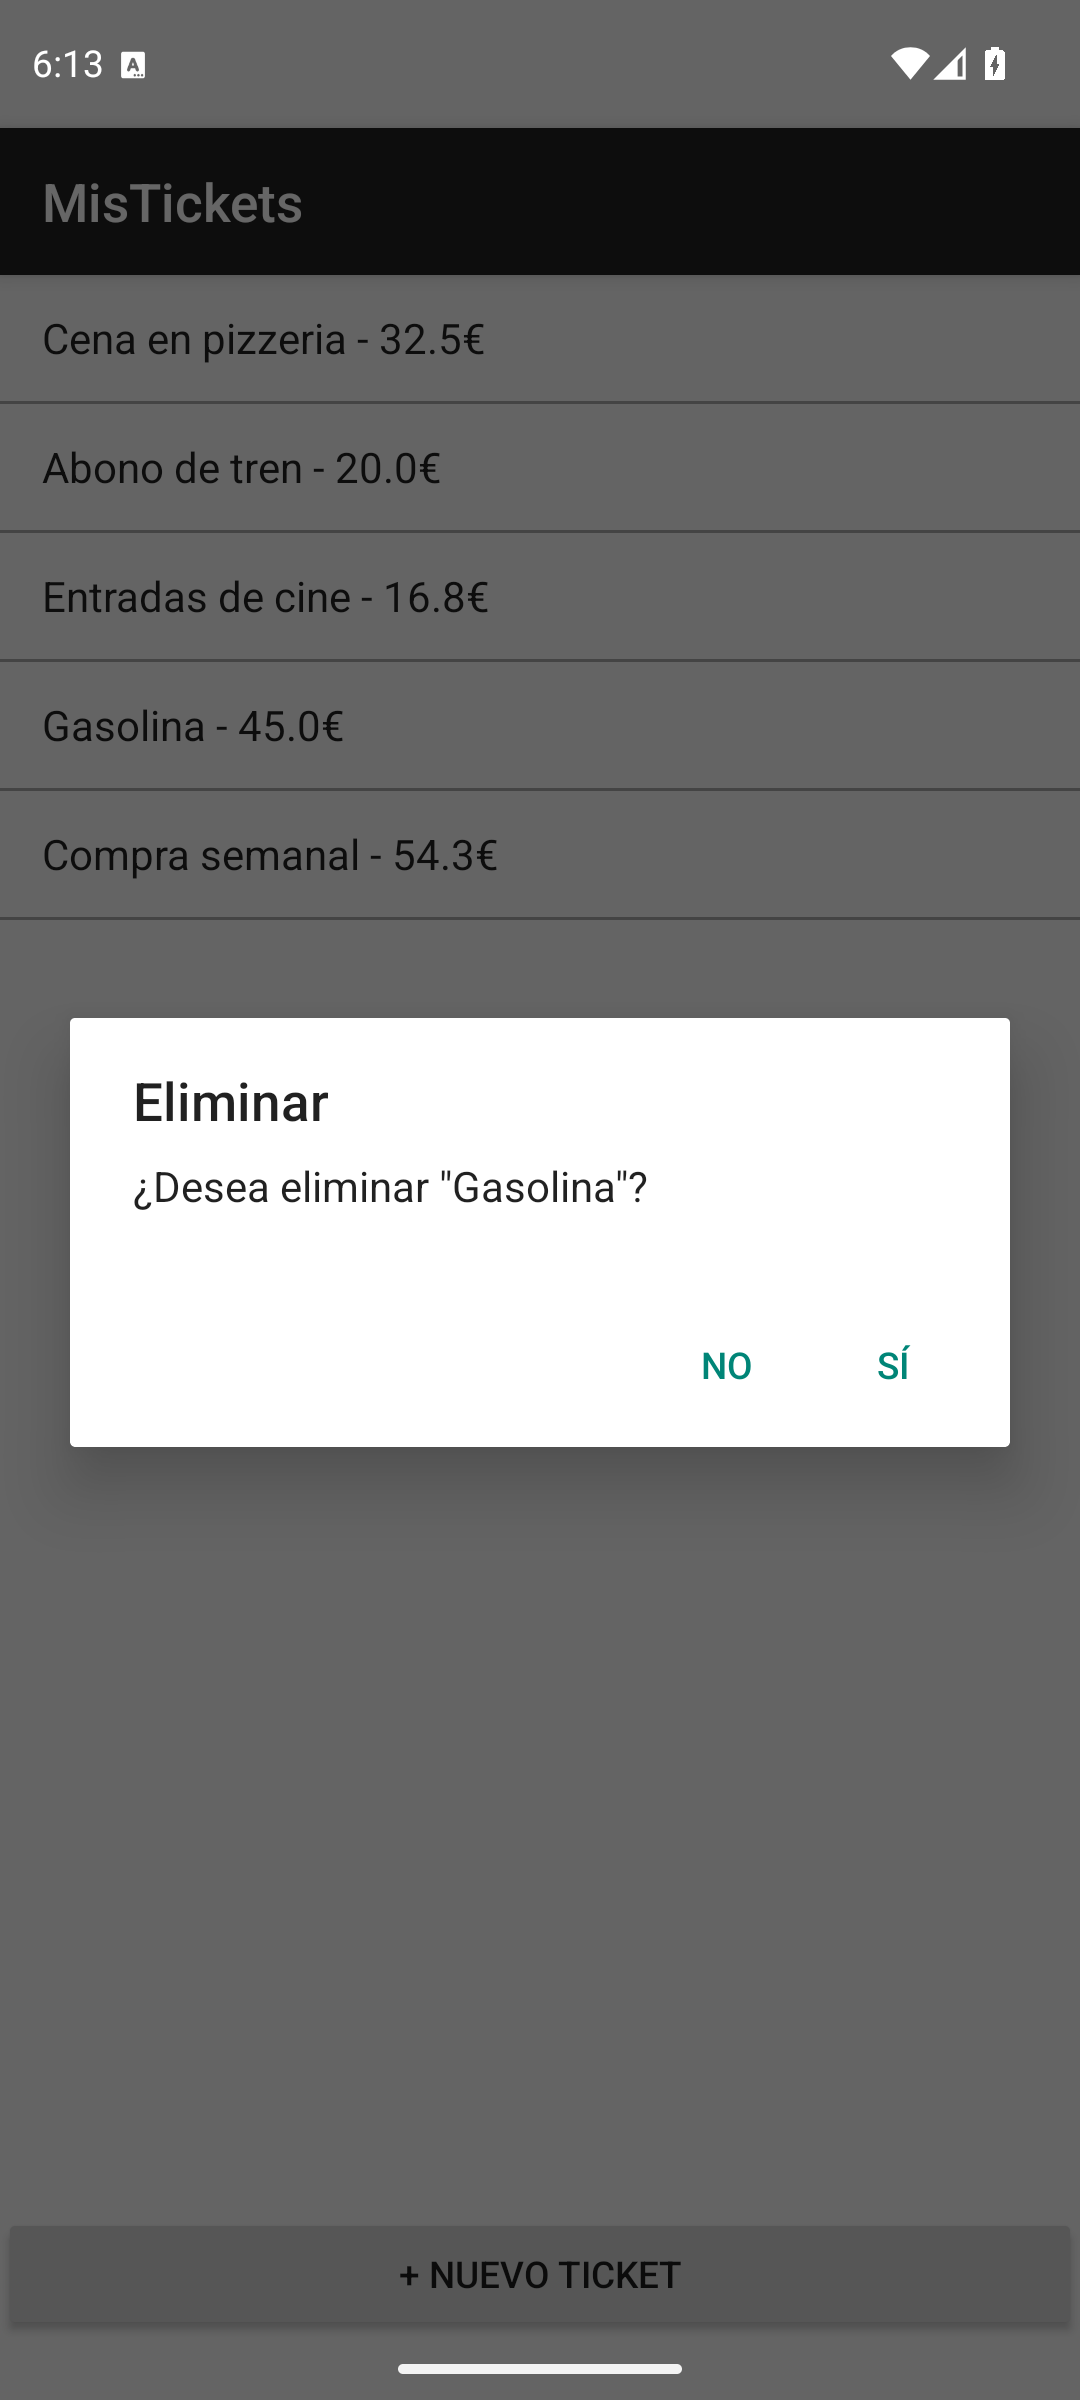 6:13
MisTickets
Cena en pizzeria - 32.5€
Abono de tren - 20.0€
Entradas de cine - 16.8€
Gasolina - 45.0€
Compra semanal - 54.3€
Eliminar
¿Desea eliminar "Gasolina"?
NO SÍ
+ NUEVO TICKET